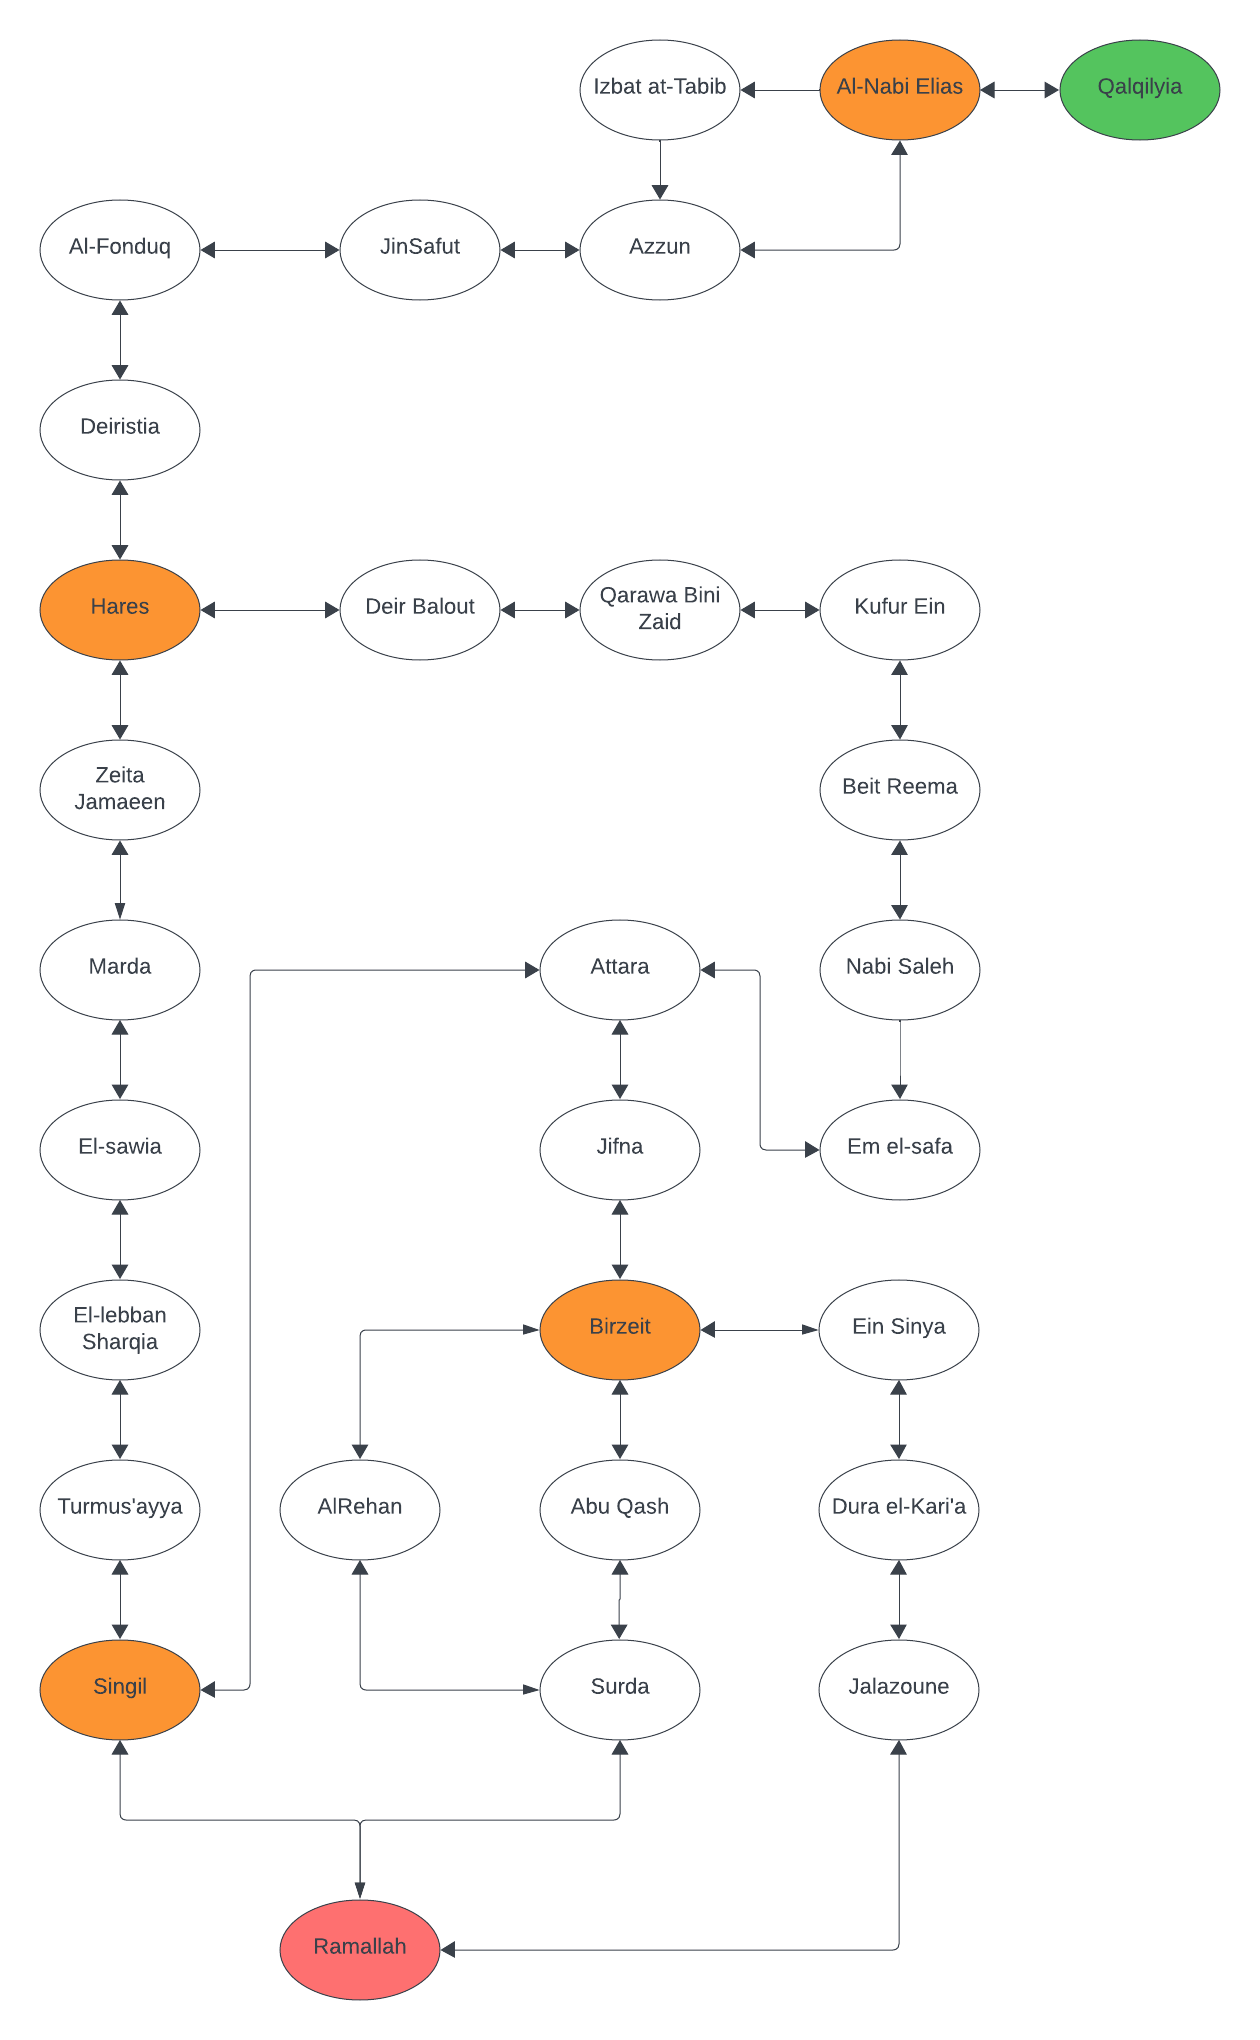 Izbat at-Tabib
Al-Nabi Elias
Qalqilyia
Al-Fonduq
JinSafut
Azzun
Deiristia
Hares
Deir Balout
Qarawa Bini
Zaid
Kufur Ein
Zeita
Jamaeen
Beit Reema
Marda
Attara
Nabi Saleh
El-sawia
Jifna
Em el-safa
El-lebban
Sharqia
Birzeit
Ein Sinya
Turmus'ayya
AlRehan
Abu Qash
Dura el-Kari'a
Singil
Surda
Jalazoune
Ramallah